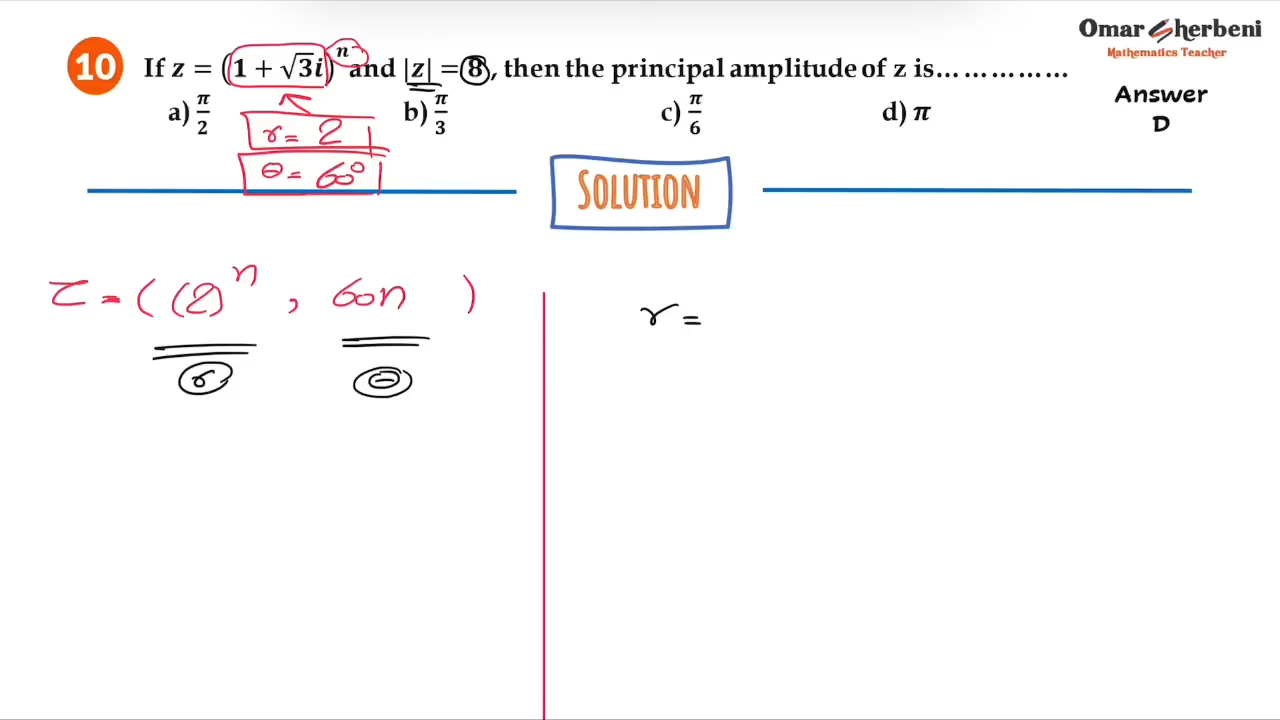 Omar Sherbeni
Mathematics Teacher
10 If z = (1 + √3i)ⁿ and |z| = 8, then the principal amplitude of z is……………
a) π/2 b) π/3 c) π/6 d) π
Answer
D
r = 2
θ = 60°
SOLUTION
Z = ( (2)ⁿ , 60n )
r θ
r =